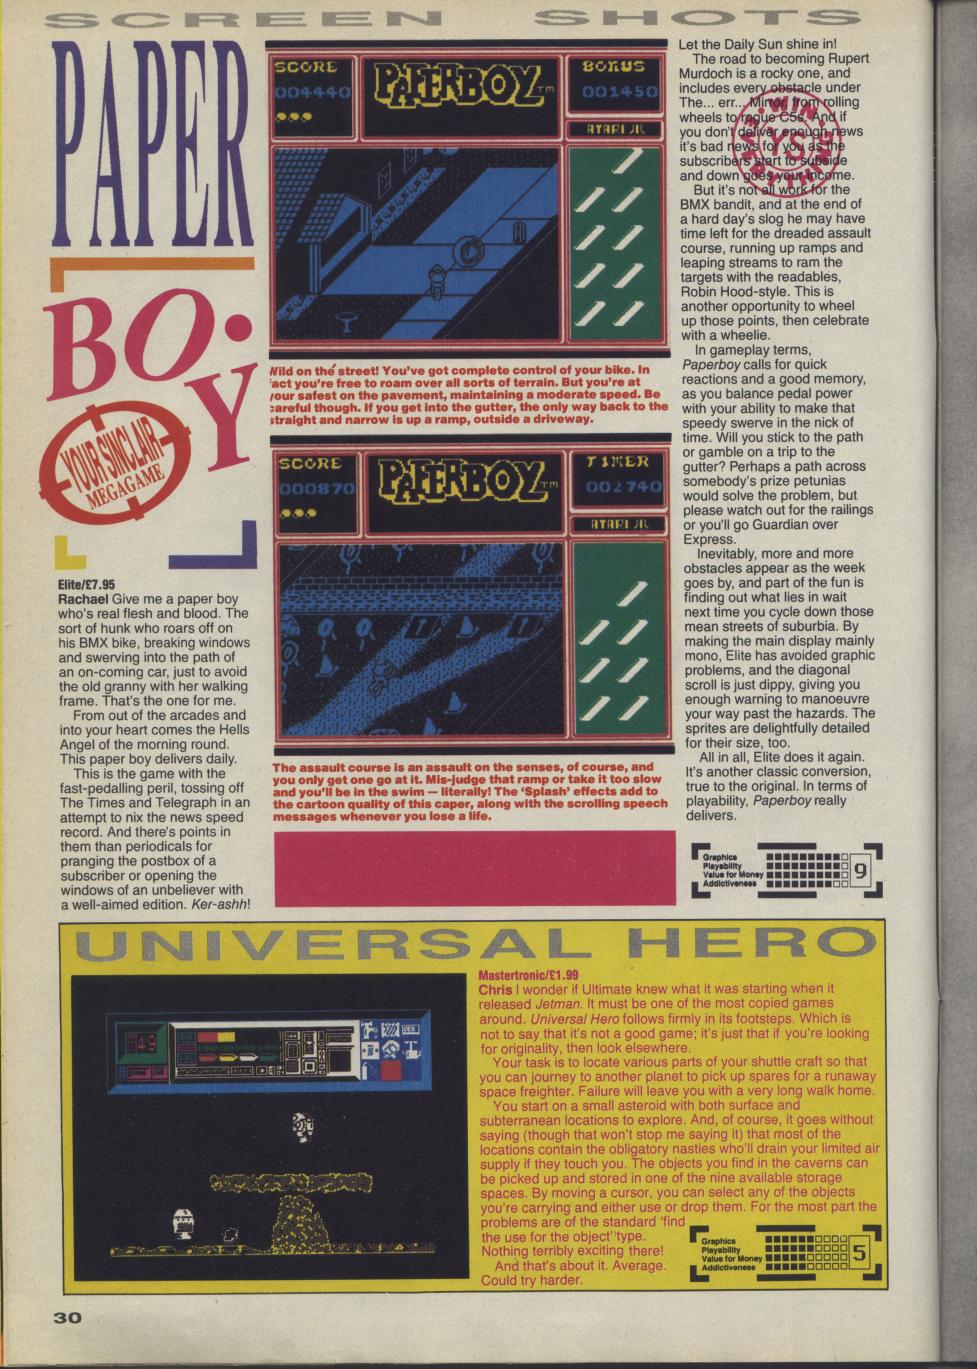 SCREEN SHOTS
PAPER
BOY
YOUR SINCLAIR
MEGAGAME
Elite/£7.95
Rachael Give me a paper boy
who's real flesh and blood. The
sort of hunk who roars off on
his BMX bike, breaking windows
and swerving into the path of
an on-coming car, just to avoid
the old granny with her walking
frame. That's the one for me.
From out of the arcades and
into your heart comes the Hells
Angel of the morning round.
This paper boy delivers daily.
This is the game with the
fast-pedalling peril, tossing off
The Times and Telegraph in an
attempt to nix the news speed
record. And there's points in
them than periodicals for
pranging the postbox of a
subscriber or opening the
windows of an unbeliever with
a well-aimed edition. Ker-ashh!
SCORE
004440
PAPERBOY™
BONUS
001450
ATARI
Wild on the street! You've got complete control of your bike. In
fact you're free to roam over all sorts of terrain. But you're at
your safest on the pavement, maintaining a moderate speed. Be
careful though. If you get into the gutter, the only way back to the
straight and narrow is up a ramp, outside a driveway.
SCORE
000870
PAPERBOY™
TIMER
002740
ATARI
The assault course is an assault on the senses, of course, and
you only get one go at it. Mis-judge that ramp or take it too slow
and you'll be in the swim — literally! The 'Splash' effects add to
the cartoon quality of this caper, along with the scrolling speech
messages whenever you lose a life.
Let the Daily Sun shine in!
The road to becoming Rupert
Murdoch is a rocky one, and
includes every obstacle under
The... err... Mirror, from rolling
wheels to rogue C5s. And if
you don't deliver enough news
it's bad news for you as the
subscribers start to subside
and down goes your income.
But it's not all work for the
BMX bandit, and at the end of
a hard day's slog he may have
time left for the dreaded assault
course, running up ramps and
leaping streams to ram the
targets with the readables,
Robin Hood-style. This is
another opportunity to wheel
up those points, then celebrate
with a wheelie.
In gameplay terms,
Paperboy calls for quick
reactions and a good memory,
as you balance pedal power
with your ability to make that
speedy swerve in the nick of
time. Will you stick to the path
or gamble on a trip to the
gutter? Perhaps a path across
somebody's prize petunias
would solve the problem, but
please watch out for the railings
or you'll go Guardian over
Express.
Inevitably, more and more
obstacles appear as the week
goes by, and part of the fun is
finding out what lies in wait
next time you cycle down those
mean streets of suburbia. By
making the main display mainly
mono, Elite has avoided graphic
problems, and the diagonal
scroll is just dippy, giving you
enough warning to manoeuvre
your way past the hazards. The
sprites are delightfully detailed
for their size, too.
All in all, Elite does it again.
It's another classic conversion,
true to the original. In terms of
playability, Paperboy really
delivers.
WIN EVERYTHING
YS
Graphics
Playability
Value for Money
Addictiveness
9
UNIVERSAL HERO
49
Mastertronic/£1.99
Chris I wonder if Ultimate knew what it was starting when it
released Jetman. It must be one of the most copied games
around. Universal Hero follows firmly in its footsteps. Which is
not to say that it's not a good game; it's just that if you're looking
for originality, then look elsewhere.
Your task is to locate various parts of your shuttle craft so that
you can journey to another planet to pick up spares for a runaway
space freighter. Failure will leave you with a very long walk home.
You start on a small asteroid with both surface and
subterranean locations to explore. And, of course, it goes without
saying (though that won't stop me saying it) that most of the
locations contain the obligatory nasties who'll drain your limited air
supply if they touch you. The objects you find in the caverns can
be picked up and stored in one of the nine available storage
spaces. By moving a cursor, you can select any of the objects
you're carrying and either use or drop them. For the most part the
problems are of the standard 'find
the use for the object' type.
Nothing terribly exciting there!
And that's about it. Average.
Could try harder.
Graphics
Playability
Value for Money
Addictiveness
5
30